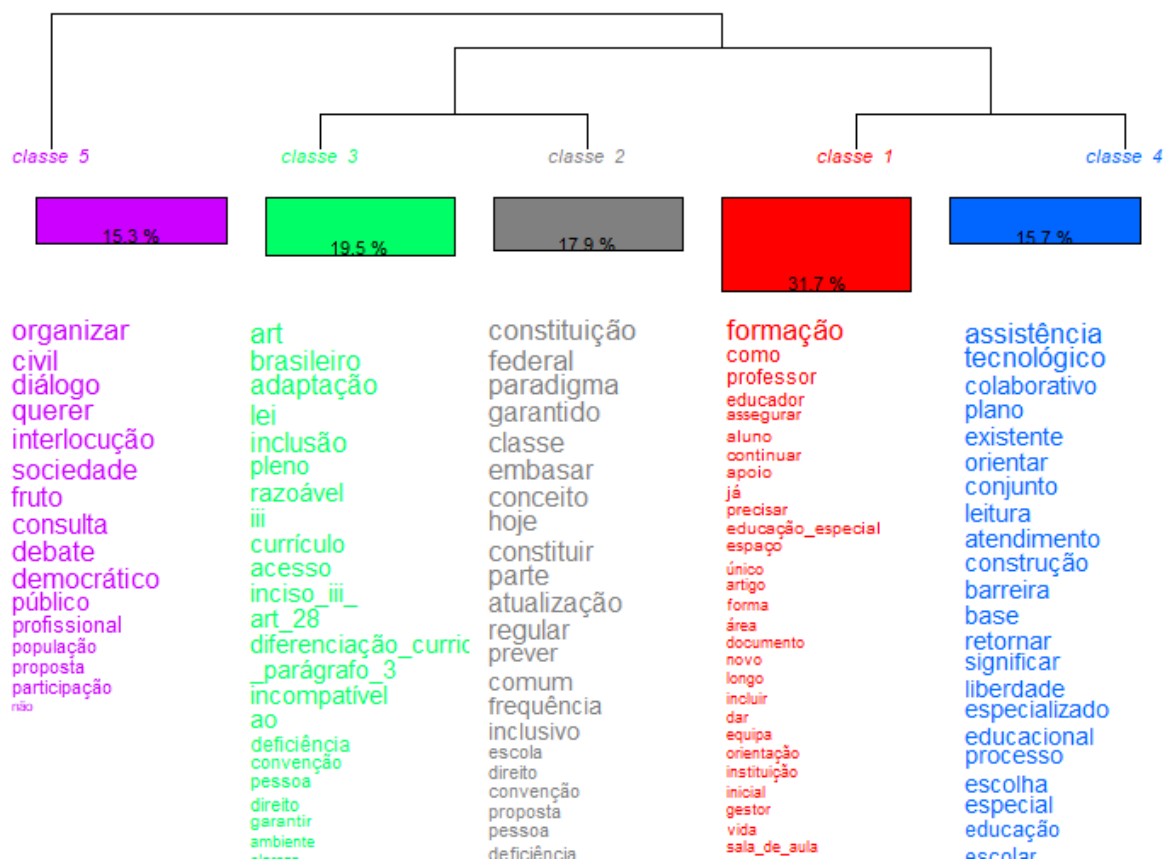 classe 5
classe 3
classe 2
classe 1
classe 4
15.3 %
19.5 %
17.9 %
31.7 %
15.7 %
organizar
civil
diálogo
querer
interlocução
sociedade
fruto
consulta
debate
democrático
público
profissional
população
proposta
participação
não
art
brasileiro
adaptação
lei
inclusão
pleno
razoável
iii
currículo
acesso
inciso_iii_
art_28
diferenciação_curric
_parágrafo_3
incompatível
ao
deficiência
convenção
pessoa
direito
garantir
ambiente
constituição
federal
paradigma
garantido
classe
embasar
conceito
hoje
constituir
parte
atualização
regular
prever
comum
frequência
inclusivo
escola
direito
convenção
proposta
pessoa
deficiência
formação
como
professor
educador
assegurar
aluno
continuar
apoio
já
precisar
educação_especial
espaço
único
artigo
forma
área
documento
novo
longo
incluir
dar
equipa
orientação
instituição
inicial
gestor
vida
sala_de_aula
assistência
tecnológico
colaborativo
plano
existente
orientar
conjunto
leitura
atendimento
construção
barreira
base
retornar
significar
liberdade
especializado
educacional
processo
escolha
especial
educação
escolar